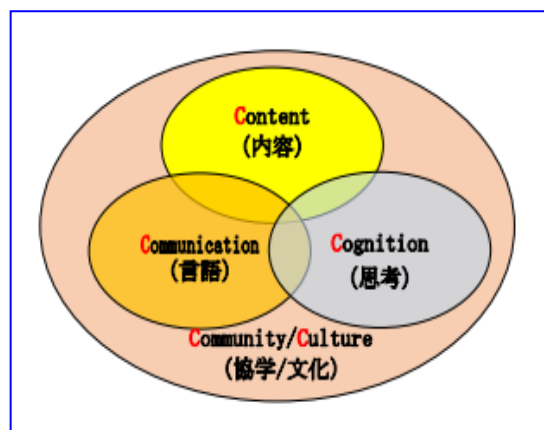 Content
(内容)
Communication
(言語)
Cognition
(思考)
Community/Culture
(協学/文化)